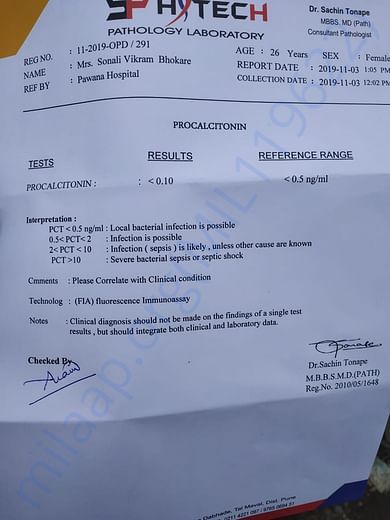 SP HYTECH
PATHOLOGY LABORATORY
Dr. Sachin Tonape
MBBS. MD (Path)
Consultant Pathologist
REG NO. : 11-2019-OPD / 291
NAME : Mrs. Sonali Vikram Bhokare
REF BY : Pawana Hospital
AGE : 26 Years SEX : Female
REPORT DATE : 2019-11-03 1:05 PM
COLLECTION DATE : 2019-11-03 12:02 PM
PROCALCITONIN
TESTS RESULTS REFERENCE RANGE
PROCALCITONIN : : < 0.10 < 0.5 ng/ml
Interpretation :
PCT < 0.5 ng/ml : Local bacterial infection is possible
0.5< PCT< 2 : Infection is possible
2< PCT < 10 : Infection ( sepsis ) is likely , unless other cause are known
PCT >10 : Severe bacterial sepsis or septic shock
Cmments : Please Correlate with Clinical condition
Technolog : (FIA) fluorescence Immunoassay
Notes : Clinical diagnosis should not be made on the findings of a single test
results , but should integrate both clinical and laboratory data.
Checked By
Dr.Sachin Tonape
M.B.B.S.M.D.(PATH)
Reg.No. 2010/05/1648
Dabhade, Tal Maval, Dist. Pune